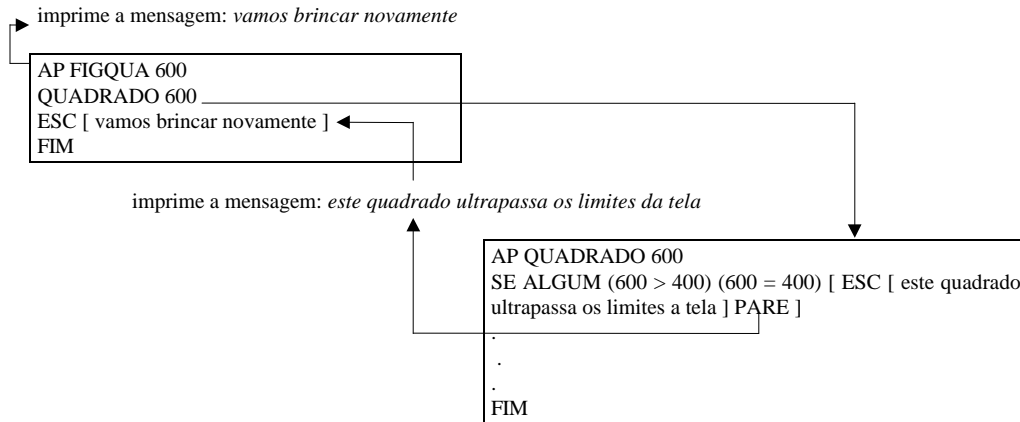 imprime a mensagem: vamos brincar novamente
AP FIGQUA 600
QUADRADO 600
ESC [ vamos brincar novamente ]
FIM
imprime a mensagem: este quadrado ultrapassa os limites da tela
AP QUADRADO 600
SE ALGUM (600 > 400) (600 = 400) [ ESC [ este quadrado
ultrapassa os limites a tela ] PARE ]
.
.
.
FIM